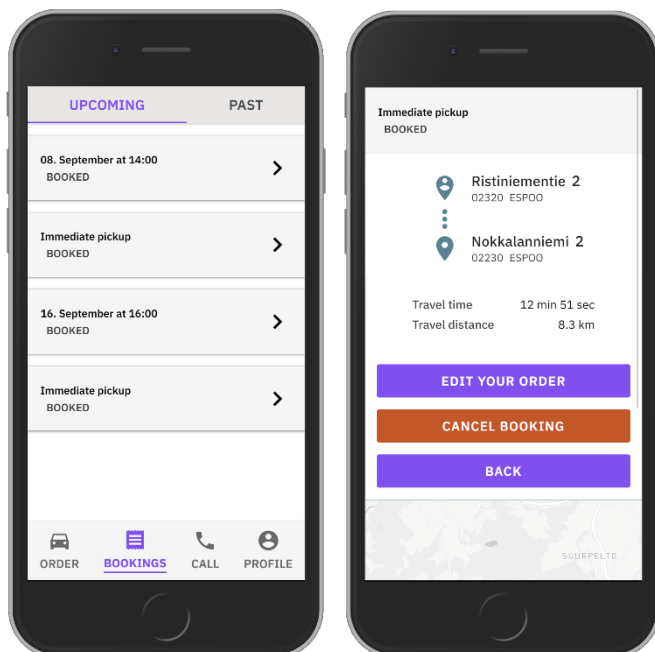 UPCOMING PAST
08. September at 14:00
BOOKED
Immediate pickup
BOOKED
16. September at 16:00
BOOKED
Immediate pickup
BOOKED
ORDER BOOKINGS CALL PROFILE
Immediate pickup
BOOKED
Ristiniementie 2
02320 ESPOO
Nokkalanniemi 2
02230 ESPOO
Travel time 12 min 51 sec
Travel distance 8.3 km
EDIT YOUR ORDER
CANCEL BOOKING
BACK
SUURPELTO